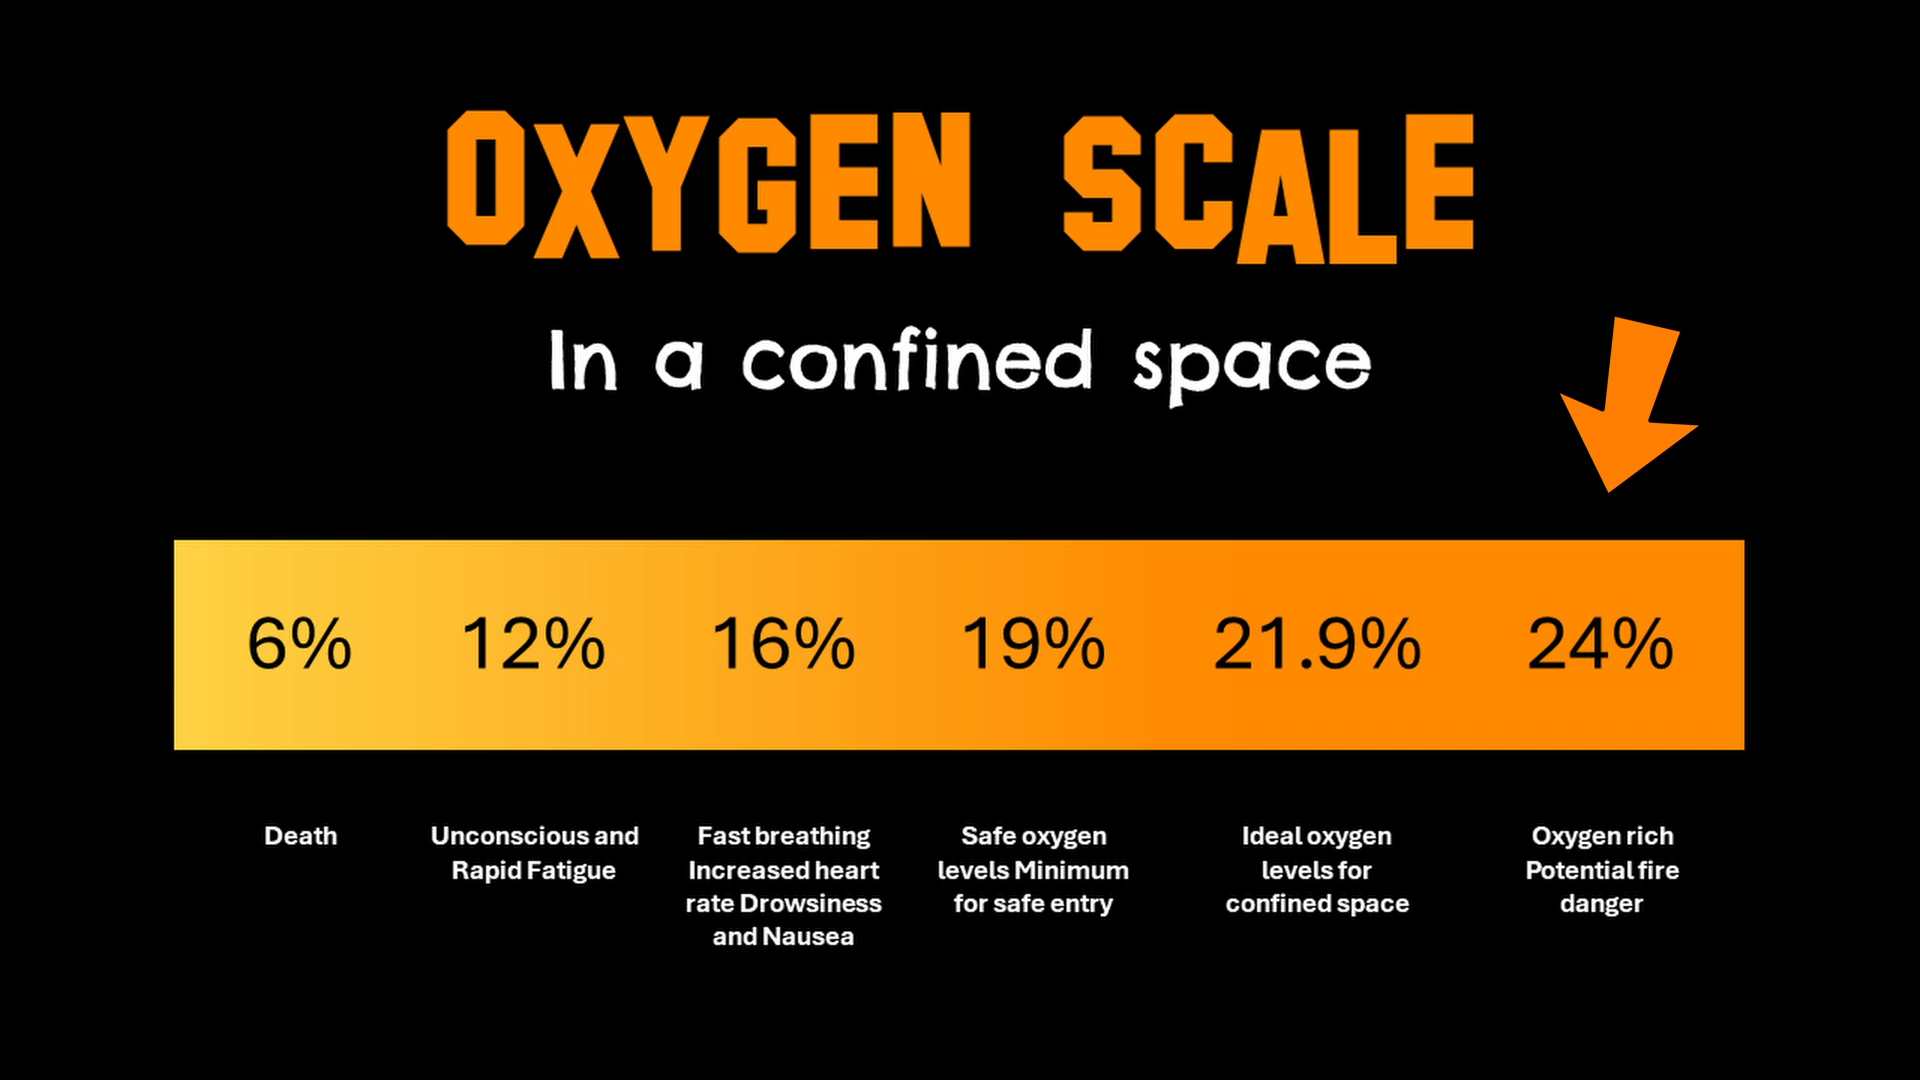 OXYGEN SCALE
In a confined space
6% 12% 16% 19% 21.9% 24%
Death
Unconscious and
Rapid Fatigue
Fast breathing
Increased heart
rate Drowsiness
and Nausea
Safe oxygen
levels Minimum
for safe entry
Ideal oxygen
levels for
confined space
Oxygen rich
Potential fire
danger